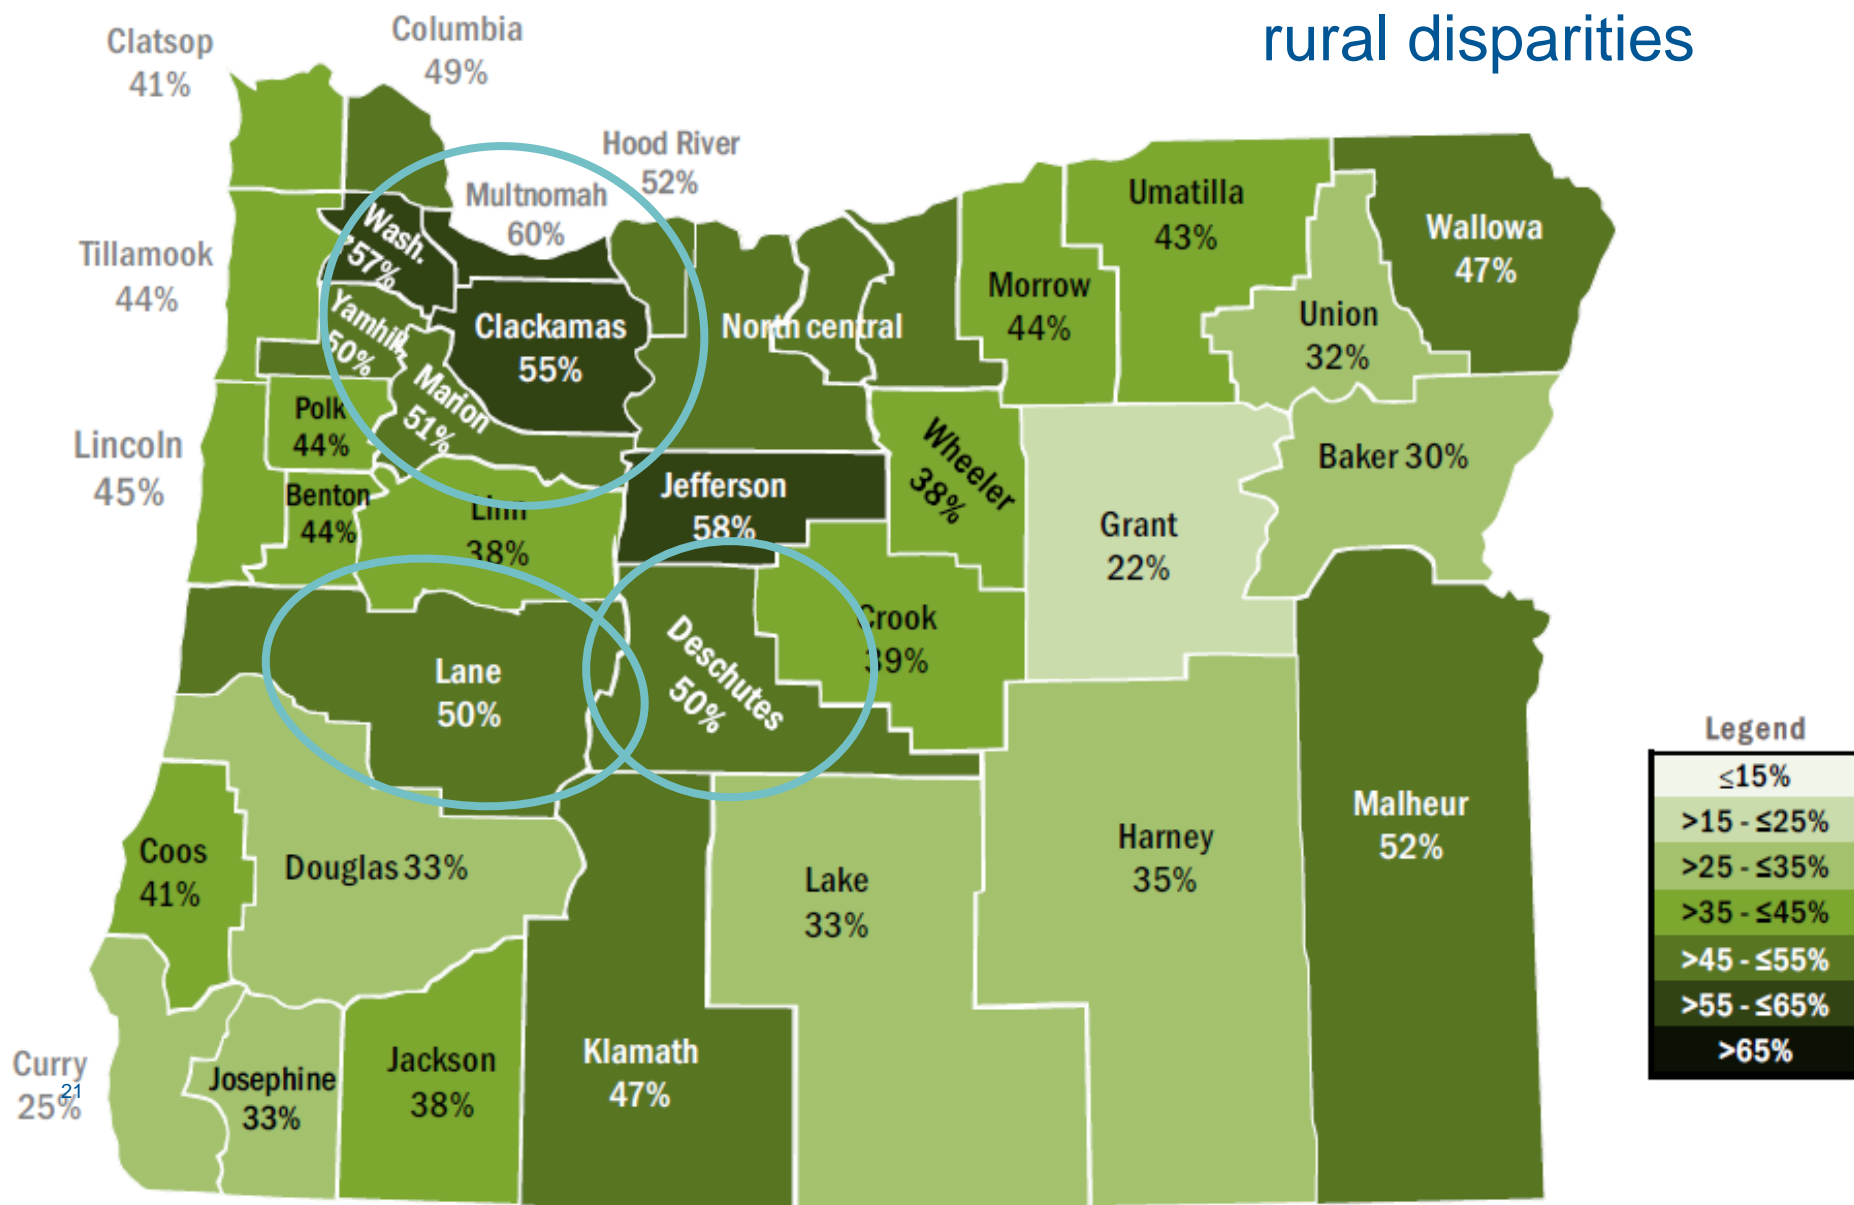 rural disparities
Clatsop
41%
Columbia
49%
Hood River
52%
Multnomah
60%
Wash.
57%
Tillamook
44%
Yamhill
50%
Clackamas
55%
North central
Morrow
44%
Umatilla
43%
Union
32%
Wallowa
47%
Marion
51%
Polk
44%
Lincoln
45%
Benton
44%
Linn
38%
Jefferson
58%
Wheeler
38%
Grant
22%
Baker 30%
Lane
50%
Deschutes
50%
Crook
39%
Coos
41%
Douglas 33%
Lake
33%
Harney
35%
Malheur
52%
Curry
25%
21
Josephine
33%
Jackson
38%
Klamath
47%
Legend
≤15%
>15 - ≤25%
>25 - ≤35%
>35 - ≤45%
>45 - ≤55%
>55 - ≤65%
>65%